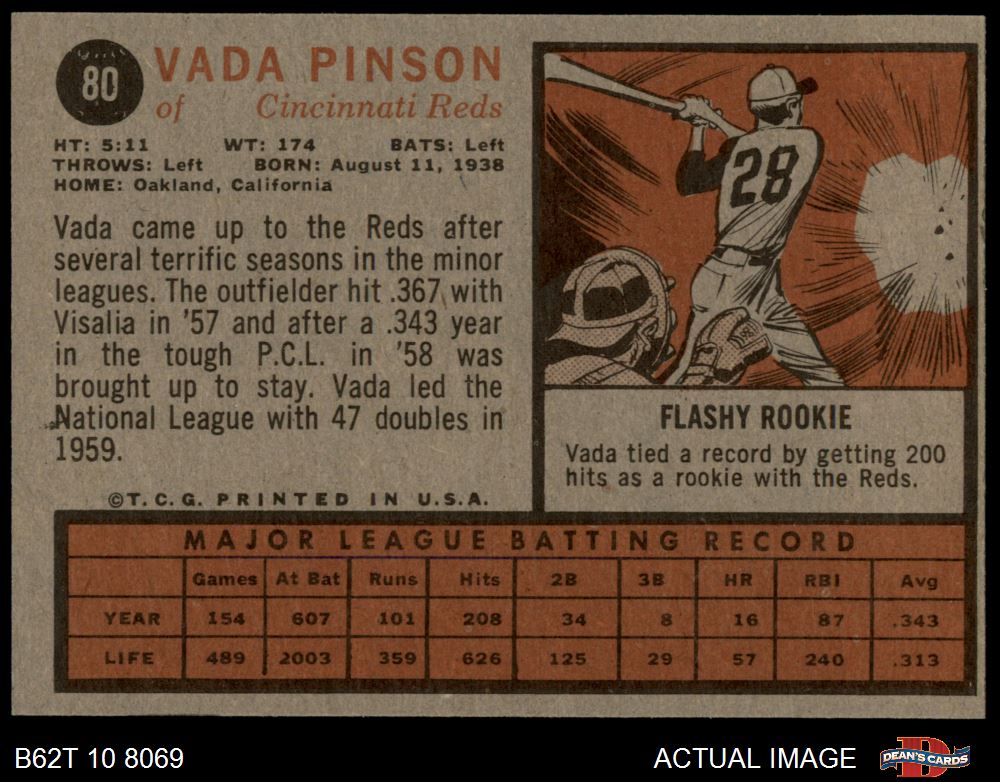 80
VADA PINSON
of Cincinnati Reds
HT: 5:11 WT: 174 BATS: Left
THROWS: Left BORN: August 11, 1938
HOME: Oakland, California
Vada came up to the Reds after
several terrific seasons in the minor
leagues. The outfielder hit .367 with
Visalia in '57 and after a .343 year
in the tough P.C.L. in '58 was
brought up to stay. Vada led the
National League with 47 doubles in
1959.
©T.C.G. PRINTED IN U.S.A.
28
FLASHY ROOKIE
Vada tied a record by getting 200
hits as a rookie with the Reds.
MAJOR LEAGUE BATTING RECORD
Games At Bat Runs Hits 2B 3B HR RBI Avg
YEAR 154 607 101 208 34 8 16 87 .343
LIFE 489 2003 359 626 125 29 57 240 .313
B62T 10 8069
ACTUAL IMAGE
DEAN'S CARDS